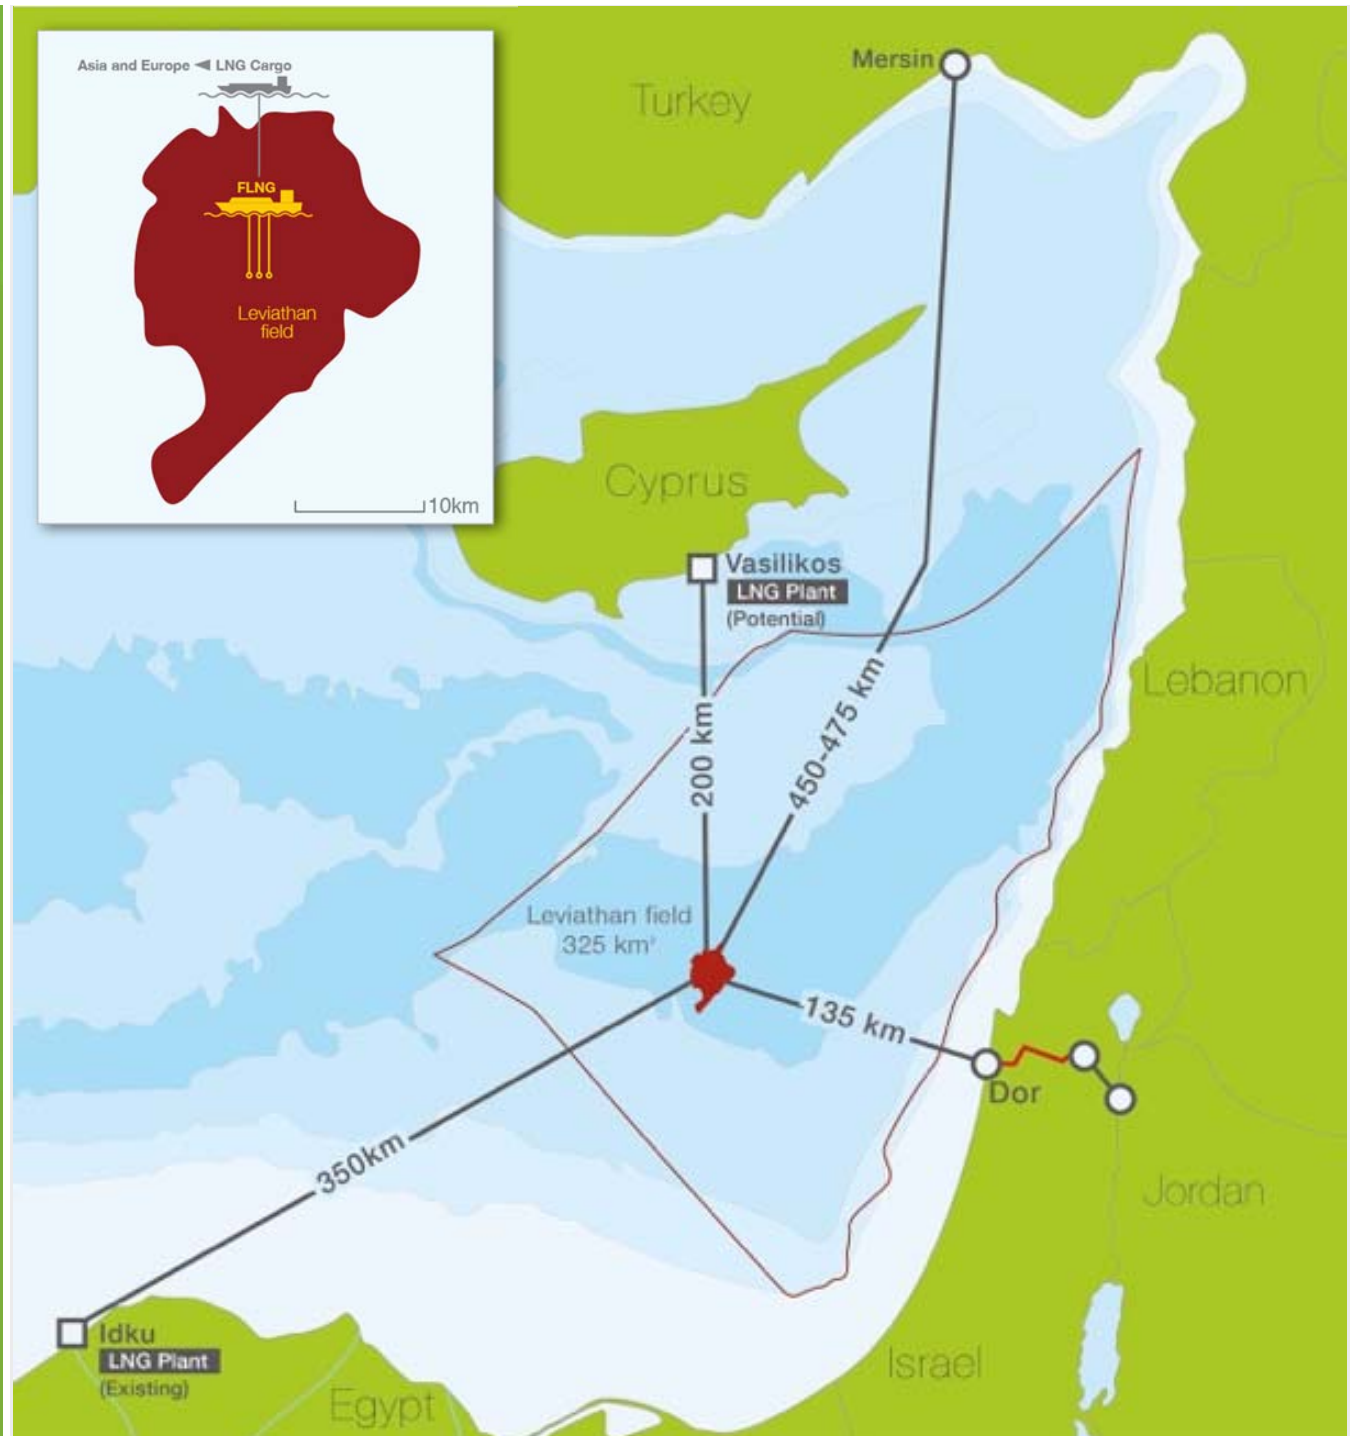 Asia and Europe ◄ LNG Cargo
FLNG
Leviathan
field
10km
Mersin
Turkey
Cyprus
Vasilikos
LNG Plant
(Potential)
Lebanon
200 km
450-475 km
Leviathan field
325 km²
135 km
Dor
350km
Jordan
Idku
LNG Plant
(Existing)
Israel
Egypt